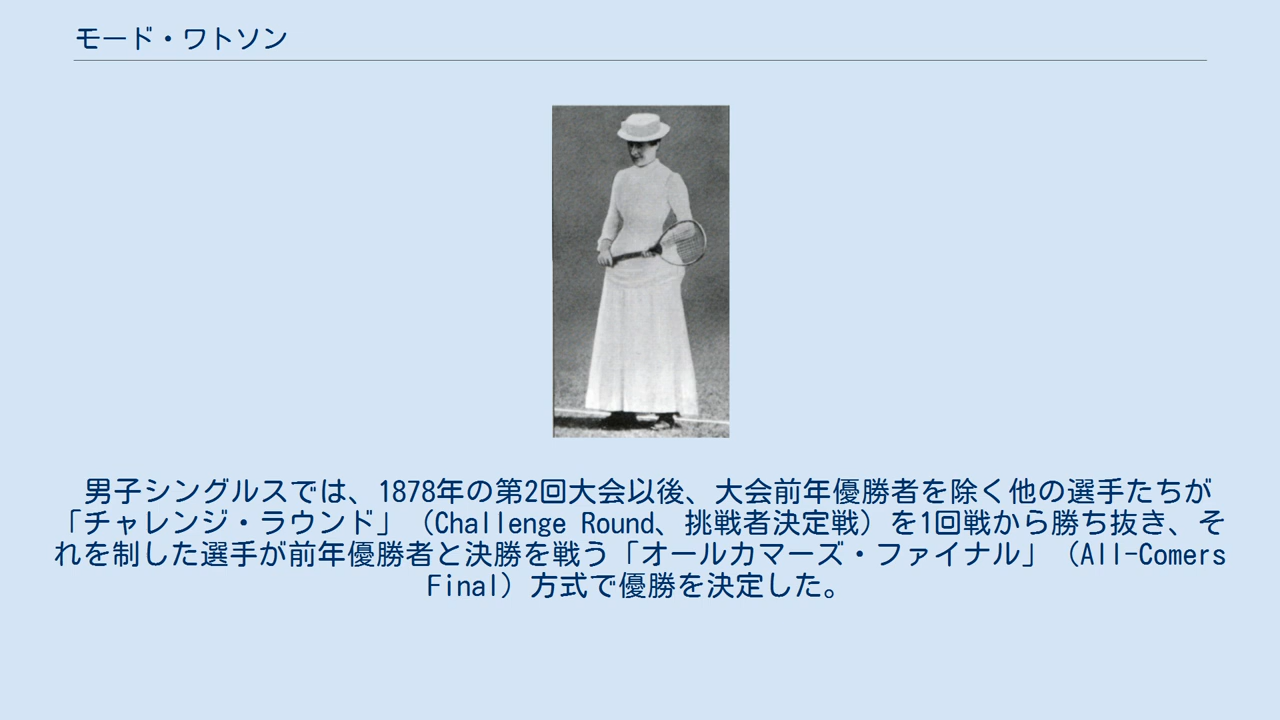 モード・ワトソン
男子シングルスでは、1878年の第2回大会以後、大会前年優勝者を除く他の選手たちが
「チャレンジ・ラウンド」（Challenge Round、挑戦者決定戦）を1回戦から勝ち抜き、そ
れを制した選手が前年優勝者と決勝を戦う「オールカマーズ・ファイナル」（All-Comers
Final）方式で優勝を決定した。